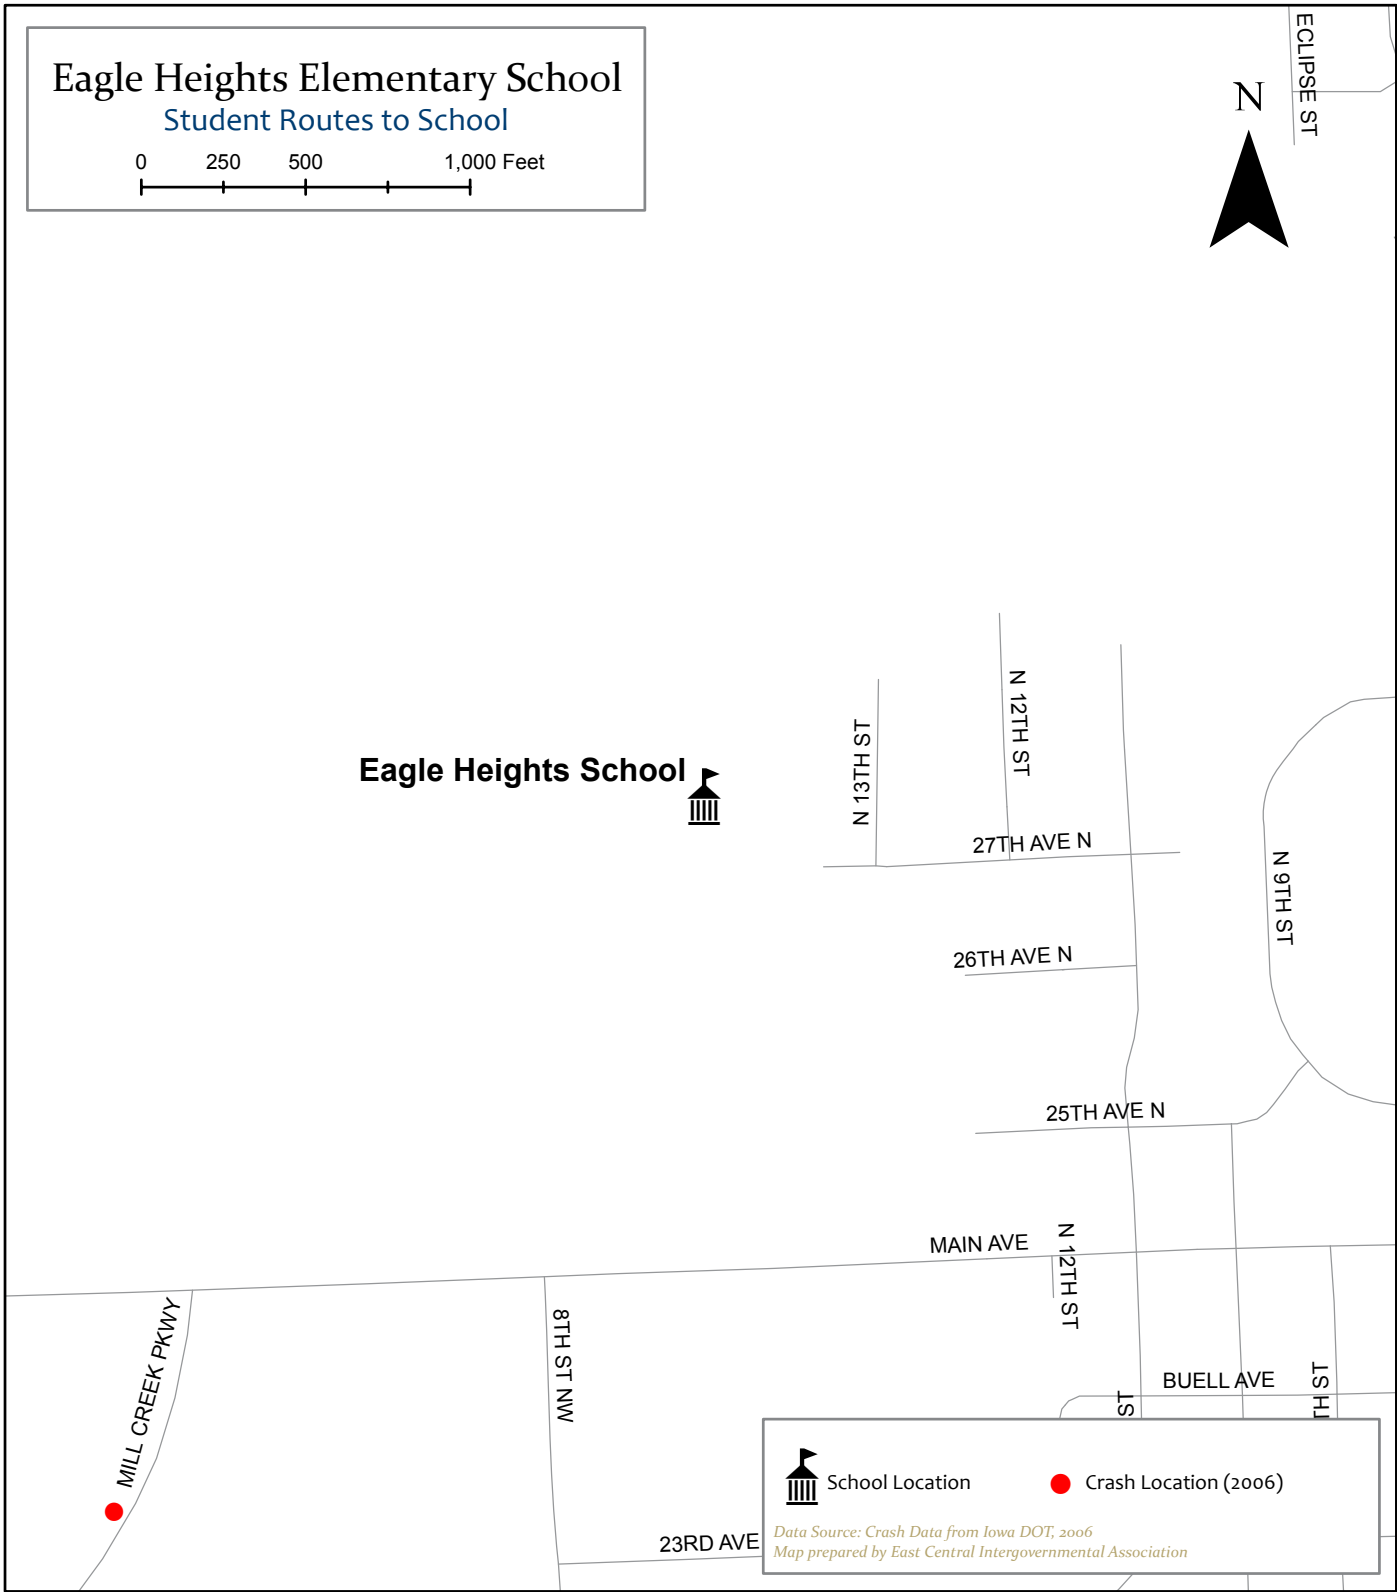 Eagle Heights Elementary School
Student Routes to School
0 250 500 1,000 Feet
ECLIPSE ST
N
N 12TH ST
N 13TH ST
Eagle Heights School
27TH AVE N
N 9TH ST
26TH AVE N
25TH AVE N
MAIN AVE
N 12TH ST
MILL CREEK PKWY
8TH ST NW
BUELL AVE
ST
TH ST
School Location
Crash Location (2006)
23RD AVE
Data Source: Crash Data from Iowa DOT, 2006
Map prepared by East Central Intergovernmental Association